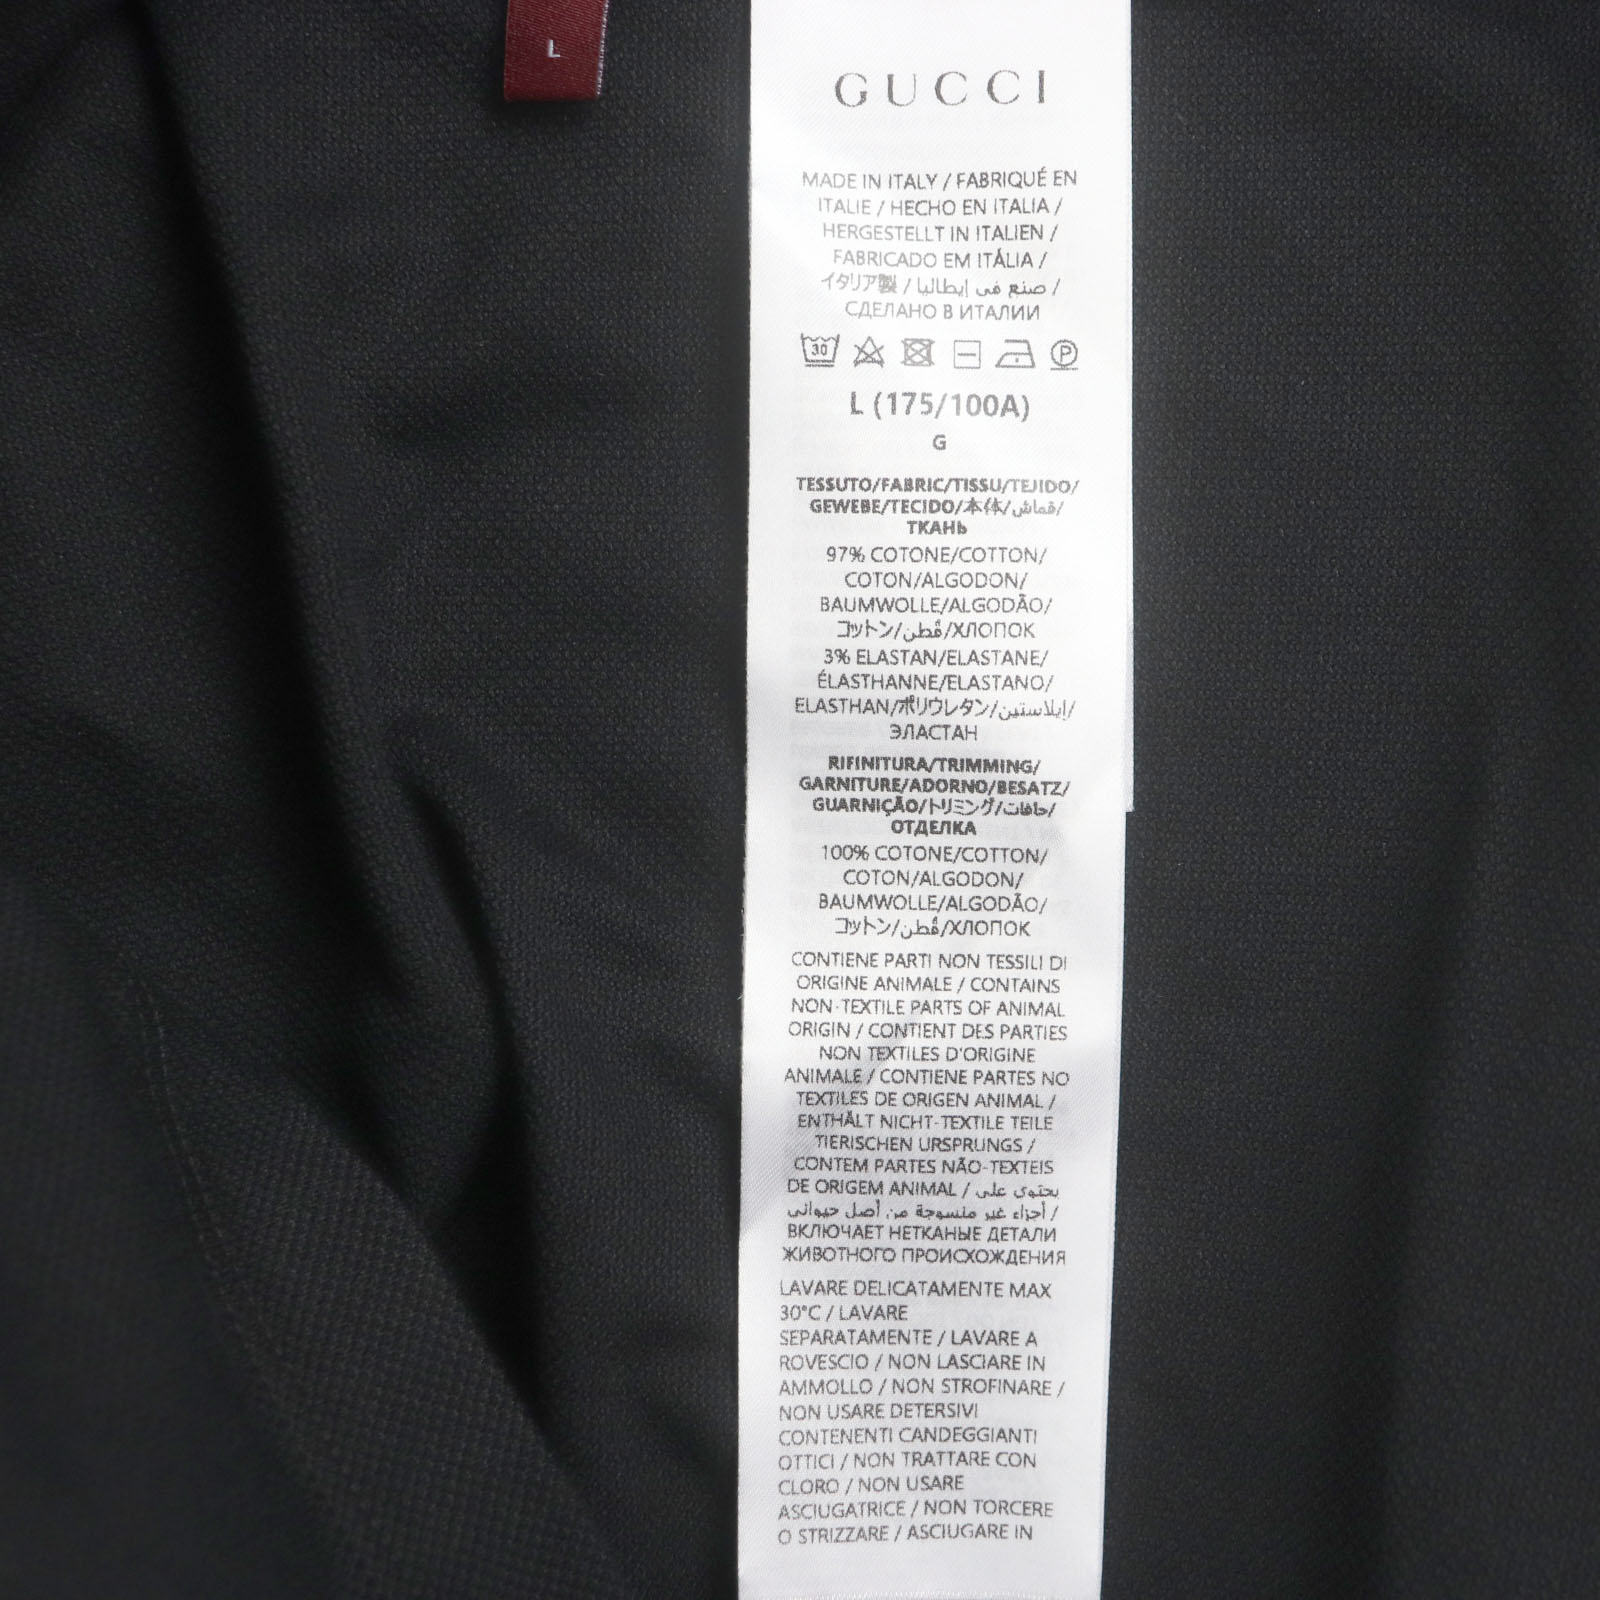 L
GUCCI
MADE IN ITALY / FABRIQUÉ EN
ITALIE / HECHO EN ITALIA /
HERGESTELLT IN ITALIEN /
FABRICADO EM ITÁLIA /
イタリア製 / صنع في إيطاليا /
СДЕЛАНО В ИТАЛИИ
30 P
L (175/100A)
G
TESSUTO/FABRIC/TISSU/TEJIDO/
GEWEBE/TECIDO/本体/قماش/
ТКАНЬ
97% COTONE/COTTON/
COTON/ALGODON/
BAUMWOLLE/ALGODÃO/
コットン/قُطن/ХЛОПОК
3% ELASTAN/ELASTANE/
ÉLASTHANNE/ELASTANO/
ELASTHAN/ポリウレタン/إيلاستين/
ЭЛАСТАН
RIFINITURA/TRIMMING/
GARNITURE/ADORNO/BESATZ/
GUARNIÇÃO/トリミング/حافات/
ОТДЕЛКА
100% COTONE/COTTON/
COTON/ALGODON/
BAUMWOLLE/ALGODÃO/
コットン/قُطن/ХЛОПОК
CONTIENE PARTI NON TESSILI DI
ORIGINE ANIMALE / CONTAINS
NON-TEXTILE PARTS OF ANIMAL
ORIGIN / CONTIENT DES PARTIES
NON TEXTILES D'ORIGINE
ANIMALE / CONTIENE PARTES NO
TEXTILES DE ORIGEN ANIMAL /
ENTHÄLT NICHT-TEXTILE TEILE
TIERISCHEN URSPRUNGS /
CONTEM PARTES NÃO-TEXTEIS
DE ORIGEM ANIMAL / يحتوي على
أجزاء غير منسوجة من أصل حيواني /
ВКЛЮЧАЕТ НЕТКАНЫЕ ДЕТАЛИ
ЖИВОТНОГО ПРОИСХОЖДЕНИЯ
LAVARE DELICATAMENTE MAX
30°C / LAVARE
SEPARATAMENTE / LAVARE A
ROVESCIO / NON LASCIARE IN
AMMOLLO / NON STROFINARE /
NON USARE DETERSIVI
CONTENENTI CANDEGGIANTI
OTTICI / NON TRATTARE CON
CLORO / NON USARE
ASCIUGATRICE / NON TORCERE
O STRIZZARE / ASCIUGARE IN